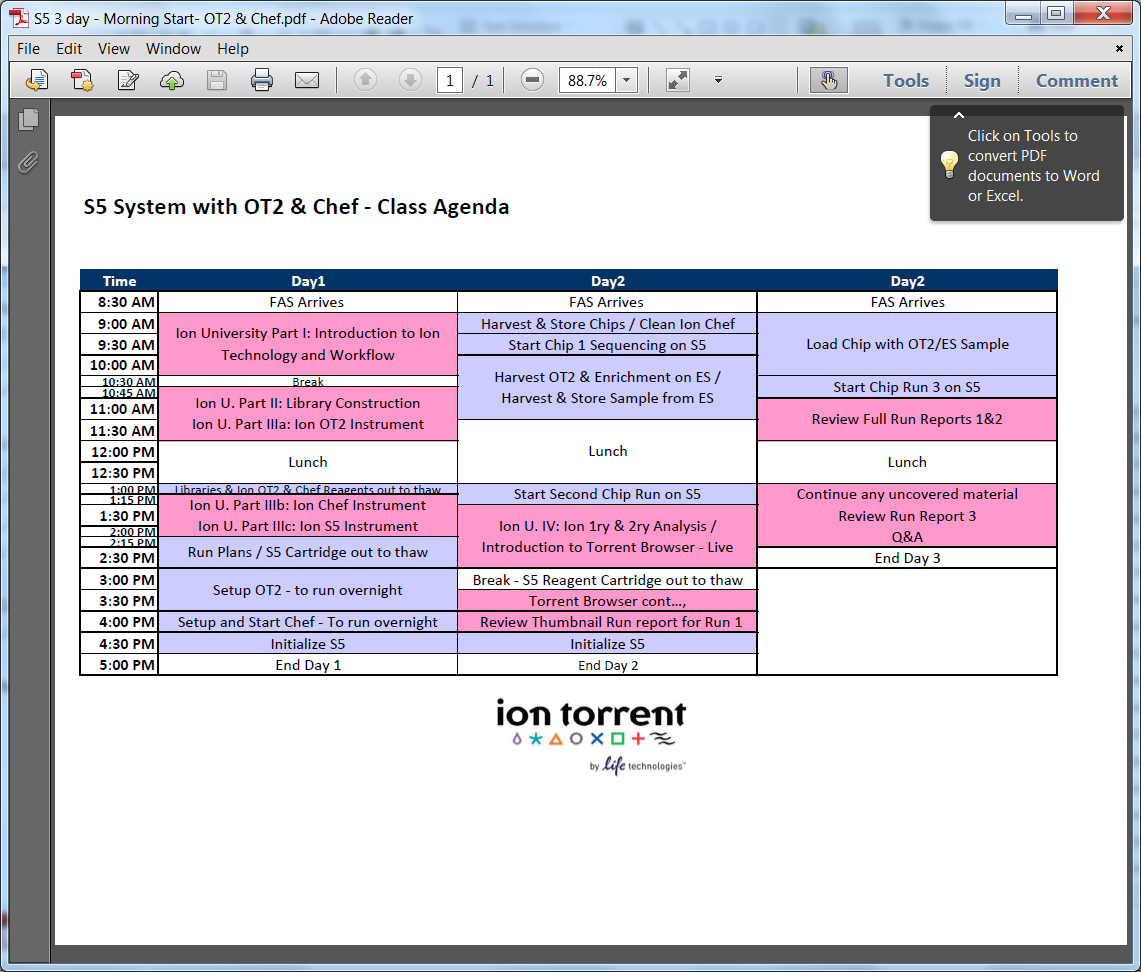 S5 3 day - Morning Start- OT2 & Chef.pdf - Adobe Reader
File Edit View Window Help
1 / 1 88.7% Tools Sign Comment
Click on Tools to
convert PDF
documents to Word
or Excel.
S5 System with OT2 & Chef - Class Agenda
Time Day1 Day2 Day2
8:30 AM FAS Arrives FAS Arrives FAS Arrives
9:00 AM Ion University Part I: Introduction to Ion Harvest & Store Chips / Clean Ion Chef
9:30 AM Technology and Workflow Start Chip 1 Sequencing on S5 Load Chip with OT2/ES Sample
10:00 AM Harvest OT2 & Enrichment on ES /
10:30 AM Break Start Chip Run 3 on S5
10:45 AM Harvest & Store Sample from ES
11:00 AM Ion U. Part II: Library Construction
11:30 AM Ion U. Part IIIa: Ion OT2 Instrument Review Full Run Reports 1&2
12:00 PM Lunch Lunch Lunch
12:30 PM
1:00 PM Libraries & Ion OT2 & Chef Reagents out to thaw Start Second Chip Run on S5 Continue any uncovered material
1:15 PM Ion U. Part IIIb: Ion Chef Instrument
1:30 PM Ion U. Part IIIc: Ion S5 Instrument Ion U. IV: Ion 1ry & 2ry Analysis / Review Run Report 3
2:00 PM Q&A
2:15 PM Run Plans / S5 Cartridge out to thaw Introduction to Torrent Browser - Live
2:30 PM End Day 3
3:00 PM Setup OT2 - to run overnight Break - S5 Reagent Cartridge out to thaw
3:30 PM Torrent Browser cont...,
4:00 PM Setup and Start Chef - To run overnight Review Thumbnail Run report for Run 1
4:30 PM Initialize S5 Initialize S5
5:00 PM End Day 1 End Day 2
ion torrent
by life technologies™